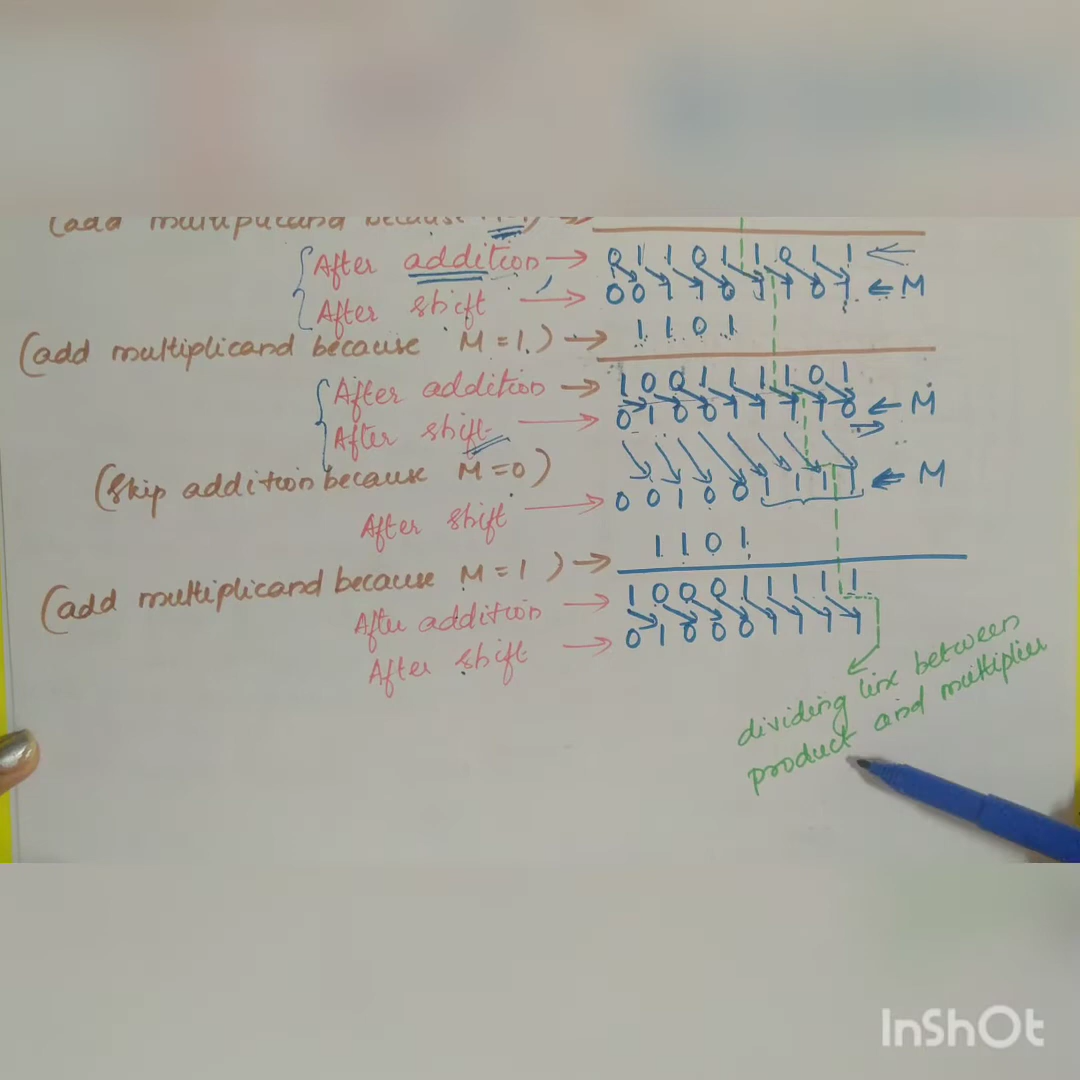 (add multiplicand because M=1) →
After addition → 0 1 1 0 1 1 0 1 1 ←
After shift → 0 0 1 1 0 1 1 0 1 ← M
(add multiplicand because M=1.) → 1 1 0 1
After addition → 1 0 0 1 1 1 1 0 1
After shift → 0 1 0 0 1 1 1 1 0 ← M
(Skip addition because M=0)
After shift → 0 0 1 0 0 1 1 1 1 ← M
(add multiplicand because M=1) → 1 1 0 1
After addition → 1 0 0 0 1 1 1 1 1
After shift → 0 1 0 0 0 1 1 1 1
dividing line between
product and multiplier
InShOt